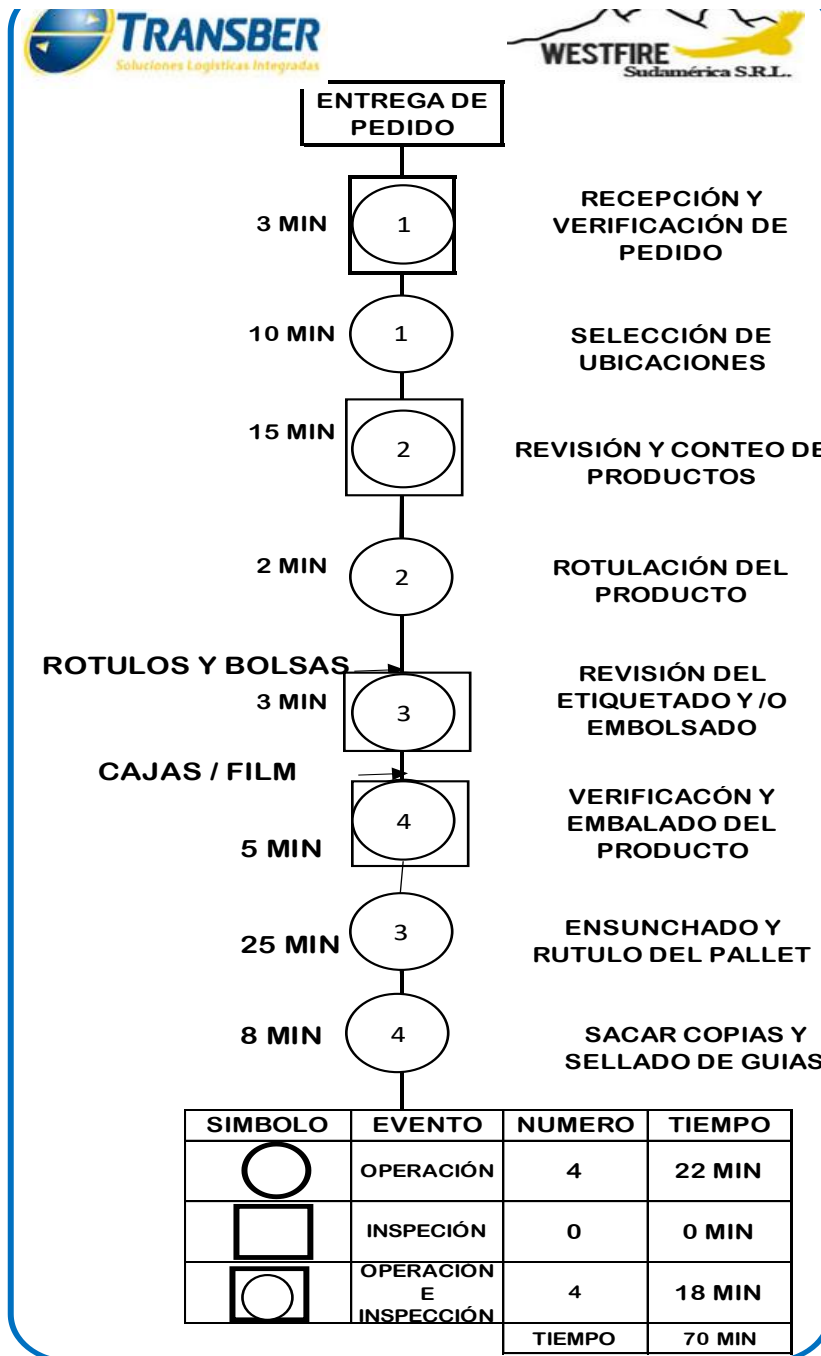 TRANSBER
Soluciones Logísticas Integradas
WESTFIRE
Sudamérica S.R.L.
ENTREGA DE
PEDIDO
3 MIN
1
RECEPCIÓN Y
VERIFICACIÓN DE
PEDIDO
10 MIN
1
SELECCIÓN DE
UBICACIONES
15 MIN
2
REVISIÓN Y CONTEO DE
PRODUCTOS
2 MIN
2
ROTULACIÓN DEL
PRODUCTO
ROTULOS Y BOLSAS
3 MIN
3
REVISIÓN DEL
ETIQUETADO Y /O
EMBOLSADO
CAJAS / FILM
5 MIN
4
VERIFICACÓN Y
EMBALADO DEL
PRODUCTO
25 MIN
3
ENSUNCHADO Y
RUTULO DEL PALLET
8 MIN
4
SACAR COPIAS Y
SELLADO DE GUIAS
SIMBOLO EVENTO NUMERO TIEMPO
OPERACIÓN 4 22 MIN
INSPECIÓN 0 0 MIN
OPERACIÓN
E
INSPECCIÓN
4 18 MIN
TIEMPO 70 MIN